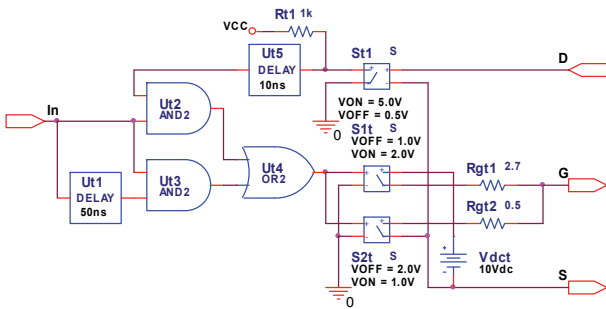 Rt1 1k
VCC
Ut5
DELAY
10ns
St1 S
+ + - -
D
VON = 5.0V
VOFF = 0.5V
0
In
Ut2
AND2
Ut4
OR2
S1t S
VOFF = 1.0V
VON = 2.0V
+ + - -
Ut1
DELAY
50ns
Ut3
AND2
Rgt1 2.7
G
Rgt2 0.5
+ + - -
S2t S
VOFF = 2.0V
VON = 1.0V
0
+ -
Vdct
10Vdc
S